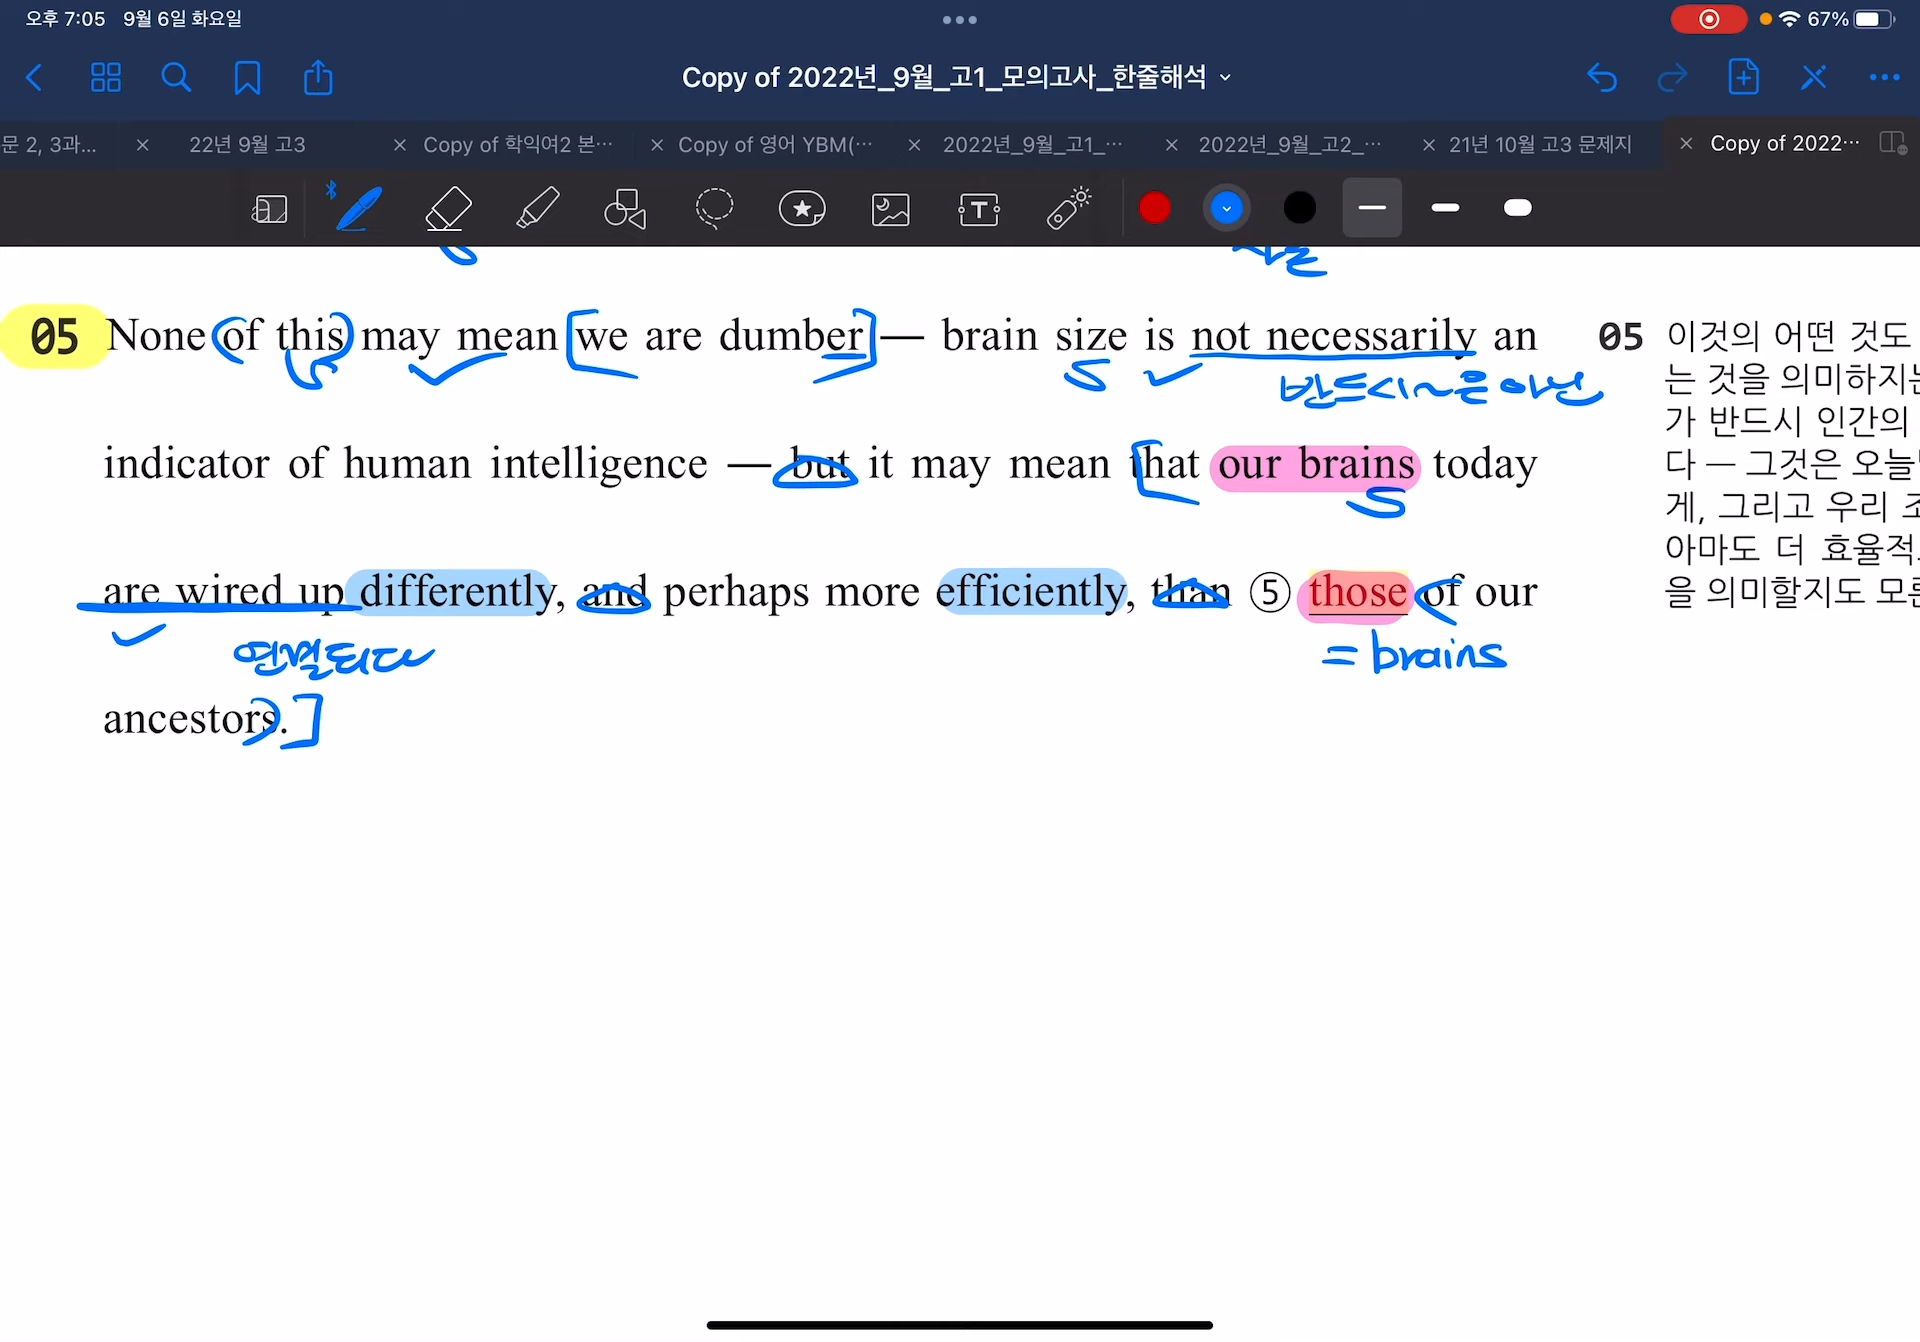 오후 7:05 9월 6일 화요일
67%
Copy of 2022년_9월_고1_모의고사_한줄해석
문 2, 3과...
22년 9월 고3
Copy of 학익여2 본...
Copy of 영어 YBM(...
2022년_9월_고1_...
2022년_9월_고2_...
21년 10월 고3 문제지
Copy of 2022...
05 None of this may mean we are dumber — brain size is not necessarily an
S S
반드시~은 아닌
indicator of human intelligence — but it may mean that our brains today
S
are wired up differently, and perhaps more efficiently, than ⑤ those of our
연결되다 = brains
ancestors.
05 이것의 어떤 것도
는 것을 의미하지는
가 반드시 인간의
다 — 그것은 오늘날
게, 그리고 우리 조
아마도 더 효율적
을 의미할지도 모른